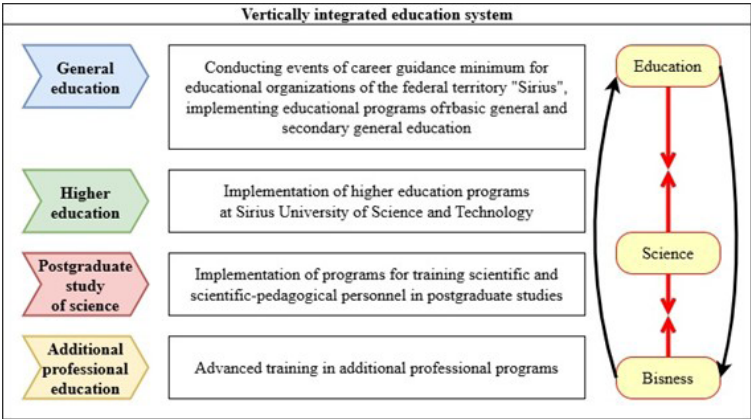 Vertically integrated education system
General
education
Conducting events of career guidance minimum for
educational organizations of the federal territory "Sirius",
implementing educational programs ofтbasic general and
secondary general education
Education
Higher
education
Implementation of higher education programs
at Sirius University of Science and Technology
Science
Postgraduate
study
of science
Implementation of programs for training scientific and
scientific-pedagogical personnel in postgraduate studies
Additional
professional
education
Advanced training in additional professional programs
Bisness